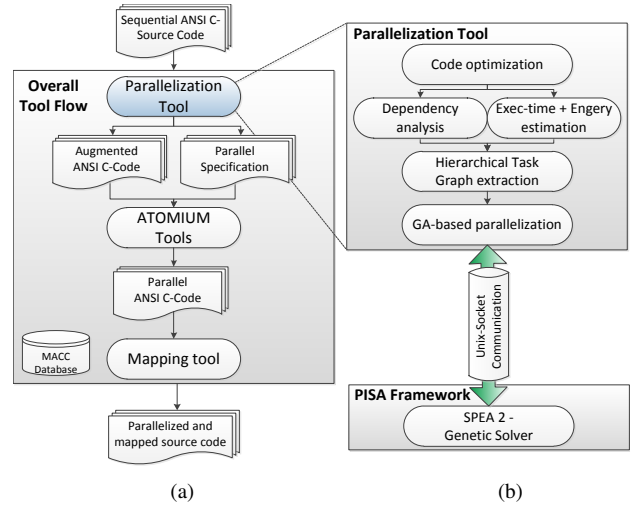 Sequential ANSI C-
Source Code
Overall
Tool Flow
Parallelization
Tool
Augmented
ANSI C-Code
Parallel
Specification
ATOMIUM
Tools
Parallel
ANSI C-Code
MACC
Database
Mapping tool
Parallelized and
mapped source code
(a)
Parallelization Tool
Code optimization
Dependency
analysis
Exec-time + Engery
estimation
Hierarchical Task
Graph extraction
GA-based parallelization
Unix-Socket
Communication
PISA Framework
SPEA 2 -
Genetic Solver
(b)